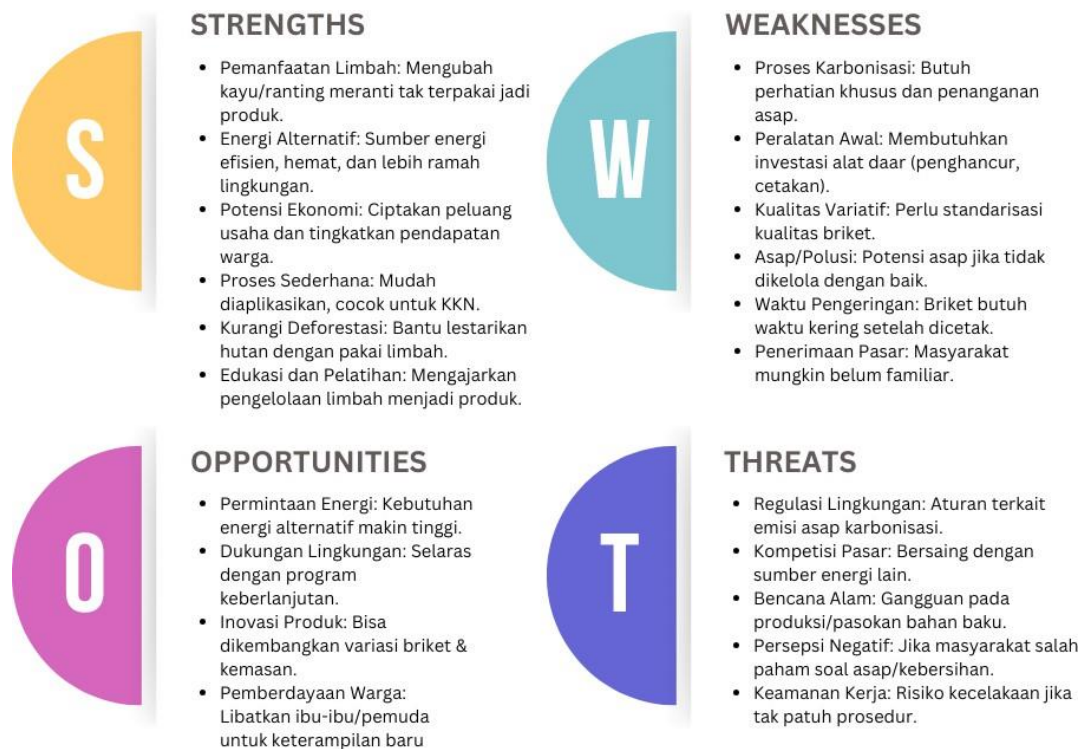 S
STRENGTHS
• Pemanfaatan Limbah: Mengubah
kayu/ranting meranti tak terpakai jadi
produk.
• Energi Alternatif: Sumber energi
efisien, hemat, dan lebih ramah
lingkungan.
• Potensi Ekonomi: Ciptakan peluang
usaha dan tingkatkan pendapatan
warga.
• Proses Sederhana: Mudah
diaplikasikan, cocok untuk KKN.
• Kurangi Deforestasi: Bantu lestarikan
hutan dengan pakai limbah.
• Edukasi dan Pelatihan: Mengajarkan
pengelolaan limbah menjadi produk.
W
WEAKNESSES
• Proses Karbonisasi: Butuh
perhatian khusus dan penanganan
asap.
• Peralatan Awal: Membutuhkan
investasi alat daar (penghancur,
cetakan).
• Kualitas Variatif: Perlu standarisasi
kualitas briket.
• Asap/Polusi: Potensi asap jika tidak
dikelola dengan baik.
• Waktu Pengeringan: Briket butuh
waktu kering setelah dicetak.
• Penerimaan Pasar: Masyarakat
mungkin belum familiar.
O
OPPORTUNITIES
• Permintaan Energi: Kebutuhan
energi alternatif makin tinggi.
• Dukungan Lingkungan: Selaras
dengan program
keberlanjutan.
• Inovasi Produk: Bisa
dikembangkan variasi briket &
kemasan.
• Pemberdayaan Warga:
Libatkan ibu-ibu/pemuda
untuk keterampilan baru
T
THREATS
• Regulasi Lingkungan: Aturan terkait
emisi asap karbonisasi.
• Kompetisi Pasar: Bersaing dengan
sumber energi lain.
• Bencana Alam: Gangguan pada
produksi/pasokan bahan baku.
• Persepsi Negatif: Jika masyarakat salah
paham soal asap/kebersihan.
• Keamanan Kerja: Risiko kecelakaan jika
tak patuh prosedur.